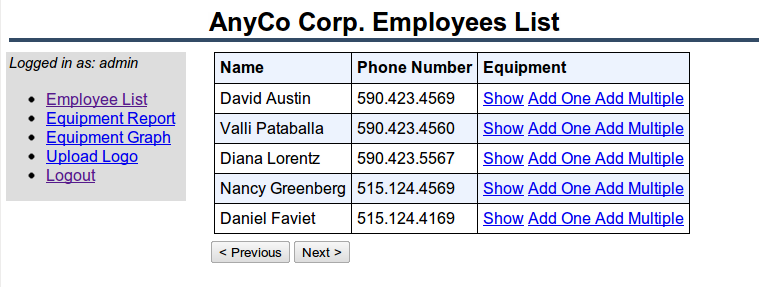 AnyCo Corp. Employees List
Logged in as: admin
Employee List
Equipment Report
Equipment Graph
Upload Logo
Logout
Name Phone Number Equipment
David Austin 590.423.4569 Show Add One Add Multiple
Valli Pataballa 590.423.4560 Show Add One Add Multiple
Diana Lorentz 590.423.5567 Show Add One Add Multiple
Nancy Greenberg 515.124.4569 Show Add One Add Multiple
Daniel Faviet 515.124.4169 Show Add One Add Multiple
< Previous Next >